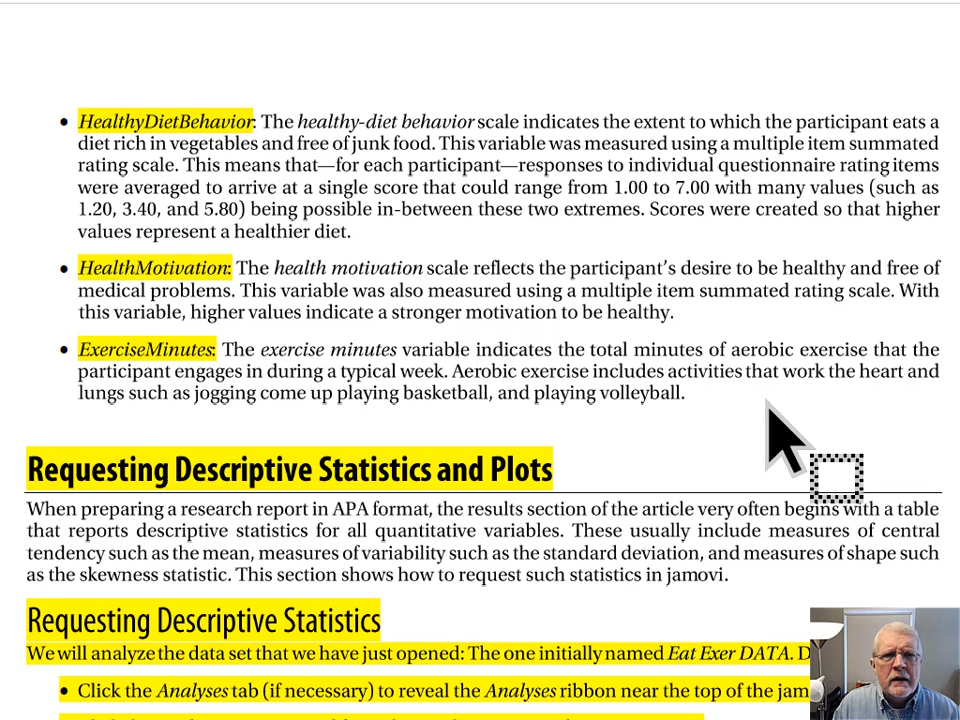 • HealthyDietBehavior: The healthy-diet behavior scale indicates the extent to which the participant eats a
diet rich in vegetables and free of junk food. This variable was measured using a multiple item summated
rating scale. This means that—for each participant—responses to individual questionnaire rating items
were averaged to arrive at a single score that could range from 1.00 to 7.00 with many values (such as
1.20, 3.40, and 5.80) being possible in-between these two extremes. Scores were created so that higher
values represent a healthier diet.
• HealthMotivation: The health motivation scale reflects the participant’s desire to be healthy and free of
medical problems. This variable was also measured using a multiple item summated rating scale. With
this variable, higher values indicate a stronger motivation to be healthy.
• ExerciseMinutes: The exercise minutes variable indicates the total minutes of aerobic exercise that the
participant engages in during a typical week. Aerobic exercise includes activities that work the heart and
lungs such as jogging come up playing basketball, and playing volleyball.
Requesting Descriptive Statistics and Plots
When preparing a research report in APA format, the results section of the article very often begins with a table
that reports descriptive statistics for all quantitative variables. These usually include measures of central
tendency such as the mean, measures of variability such as the standard deviation, and measures of shape such
as the skewness statistic. This section shows how to request such statistics in jamovi.
Requesting Descriptive Statistics
We will analyze the data set that we have just opened: The one initially named Eat Exer DATA. D
• Click the Analyses tab (if necessary) to reveal the Analyses ribbon near the top of the jam